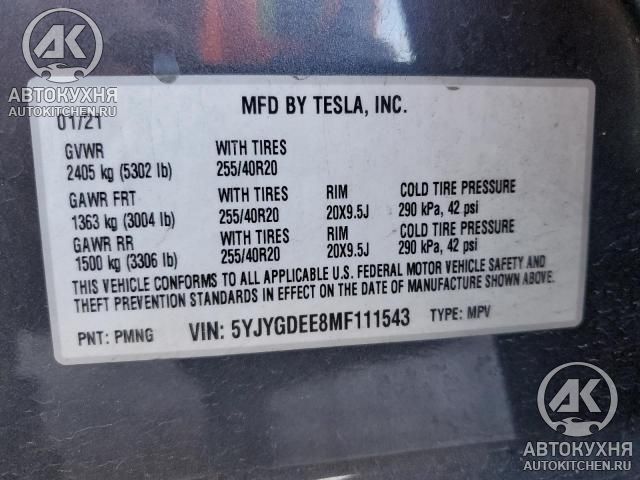 AK
АВТОКУХНЯ
AUTOKITCHEN.RU
MFD BY TESLA, INC.
01/21
GVWR WITH TIRES
2405 kg (5302 lb) 255/40R20
GAWR FRT WITH TIRES RIM COLD TIRE PRESSURE
1363 kg (3004 lb) 255/40R20 20X9.5J 290 kPa, 42 psi
GAWR RR WITH TIRES RIM COLD TIRE PRESSURE
1500 kg (3306 lb) 255/40R20 20X9.5J 290 kPa, 42 psi
THIS VEHICLE CONFORMS TO ALL APPLICABLE U.S. FEDERAL MOTOR VEHICLE SAFETY AND
THEFT PREVENTION STANDARDS IN EFFECT ON THE DATE OF MANUFACTURE SHOWN ABOVE.
PNT: PMNG VIN: 5YJYGDEE8MF111543 TYPE: MPV
AK
АВТОКУХНЯ
AUTOKITCHEN.RU